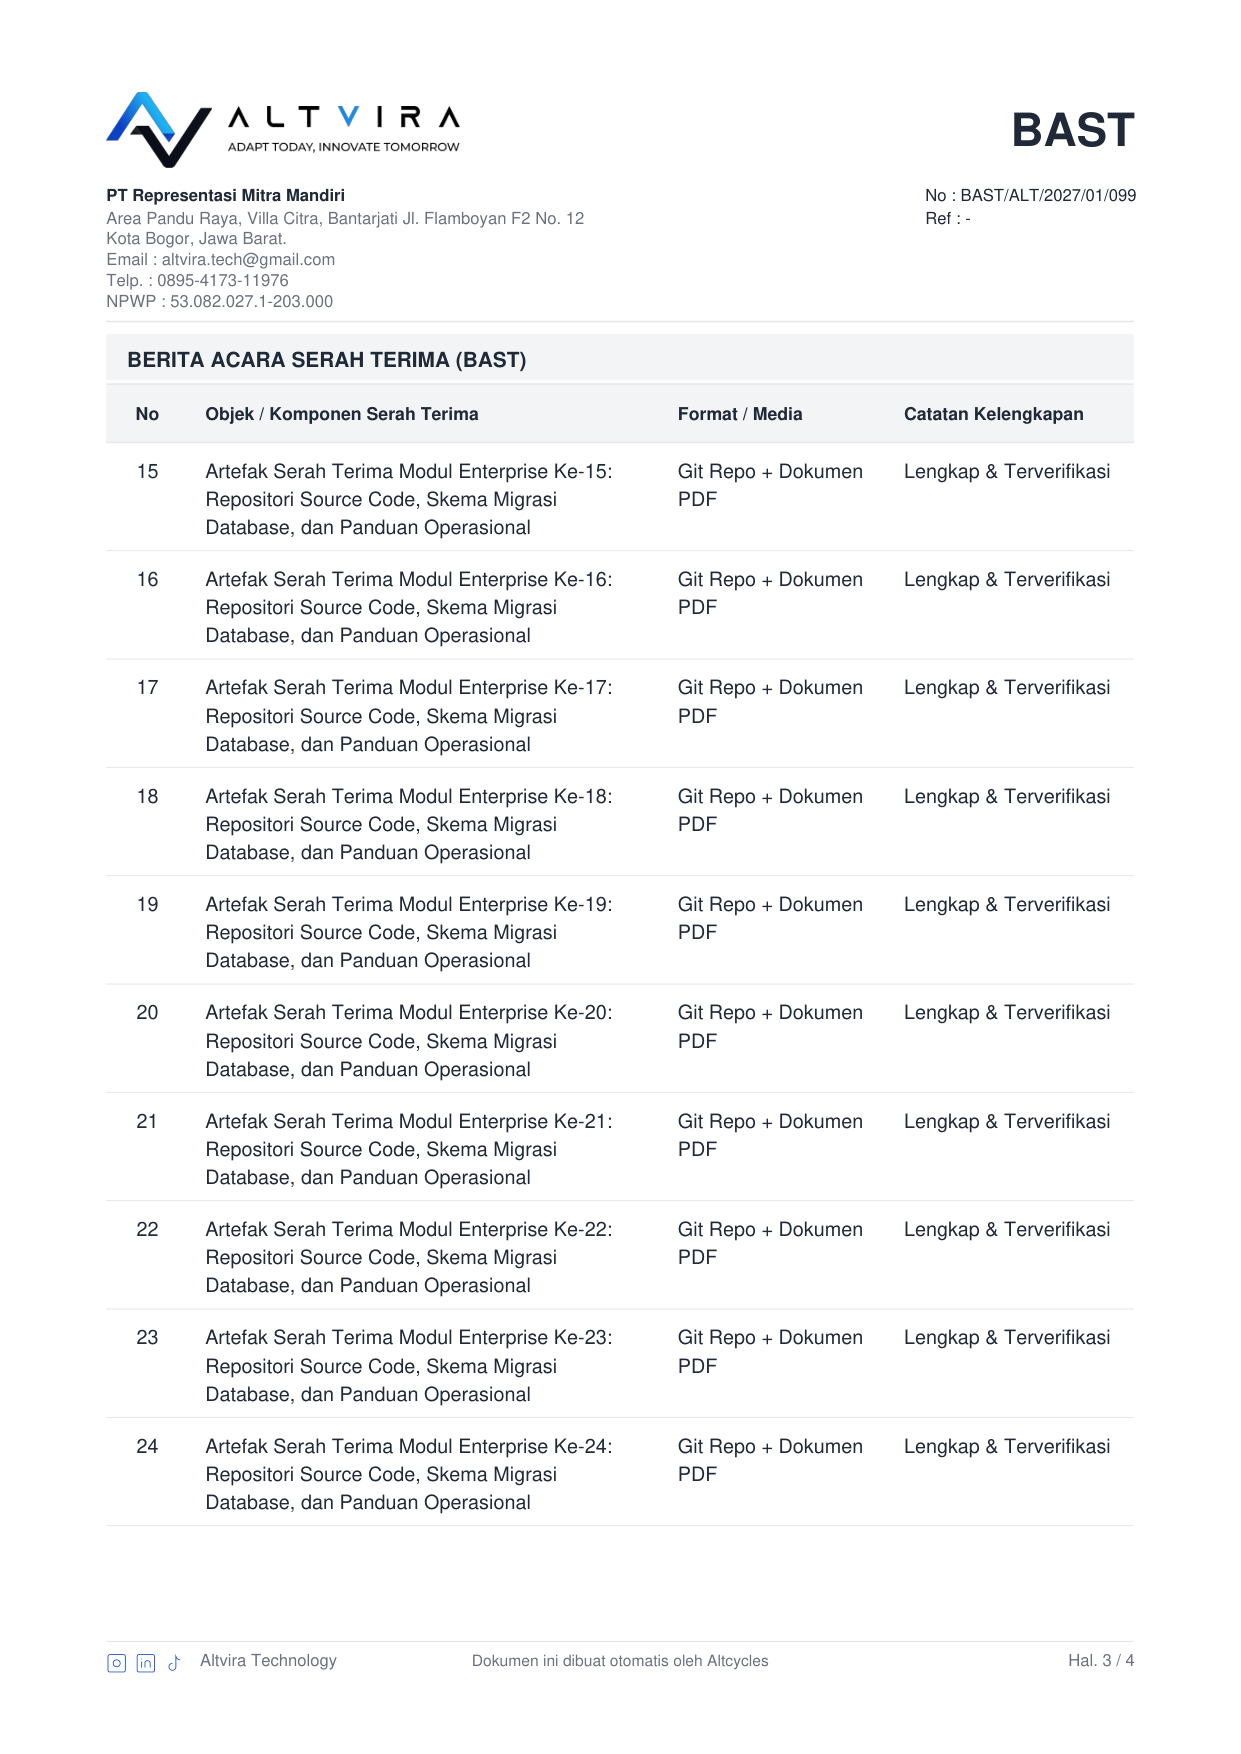 ALTVIRA
ADAPT TODAY, INNOVATE TOMORROW
BAST
PT Representasi Mitra Mandiri
Area Pandu Raya, Villa Citra, Bantarjati Jl. Flamboyan F2 No. 12
Kota Bogor, Jawa Barat.
Email : altvira.tech@gmail.com
Telp. : 0895-4173-11976
NPWP : 53.082.027.1-203.000
No : BAST/ALT/2027/01/099
Ref : -
BERITA ACARA SERAH TERIMA (BAST)
No Objek / Komponen Serah Terima Format / Media Catatan Kelengkapan
15 Artefak Serah Terima Modul Enterprise Ke-15: Git Repo + Dokumen Lengkap & Terverifikasi
Repositori Source Code, Skema Migrasi PDF
Database, dan Panduan Operasional
16 Artefak Serah Terima Modul Enterprise Ke-16: Git Repo + Dokumen Lengkap & Terverifikasi
Repositori Source Code, Skema Migrasi PDF
Database, dan Panduan Operasional
17 Artefak Serah Terima Modul Enterprise Ke-17: Git Repo + Dokumen Lengkap & Terverifikasi
Repositori Source Code, Skema Migrasi PDF
Database, dan Panduan Operasional
18 Artefak Serah Terima Modul Enterprise Ke-18: Git Repo + Dokumen Lengkap & Terverifikasi
Repositori Source Code, Skema Migrasi PDF
Database, dan Panduan Operasional
19 Artefak Serah Terima Modul Enterprise Ke-19: Git Repo + Dokumen Lengkap & Terverifikasi
Repositori Source Code, Skema Migrasi PDF
Database, dan Panduan Operasional
20 Artefak Serah Terima Modul Enterprise Ke-20: Git Repo + Dokumen Lengkap & Terverifikasi
Repositori Source Code, Skema Migrasi PDF
Database, dan Panduan Operasional
21 Artefak Serah Terima Modul Enterprise Ke-21: Git Repo + Dokumen Lengkap & Terverifikasi
Repositori Source Code, Skema Migrasi PDF
Database, dan Panduan Operasional
22 Artefak Serah Terima Modul Enterprise Ke-22: Git Repo + Dokumen Lengkap & Terverifikasi
Repositori Source Code, Skema Migrasi PDF
Database, dan Panduan Operasional
23 Artefak Serah Terima Modul Enterprise Ke-23: Git Repo + Dokumen Lengkap & Terverifikasi
Repositori Source Code, Skema Migrasi PDF
Database, dan Panduan Operasional
24 Artefak Serah Terima Modul Enterprise Ke-24: Git Repo + Dokumen Lengkap & Terverifikasi
Repositori Source Code, Skema Migrasi PDF
Database, dan Panduan Operasional
in Altvira Technology Dokumen ini dibuat otomatis oleh Altcycles Hal. 3 / 4